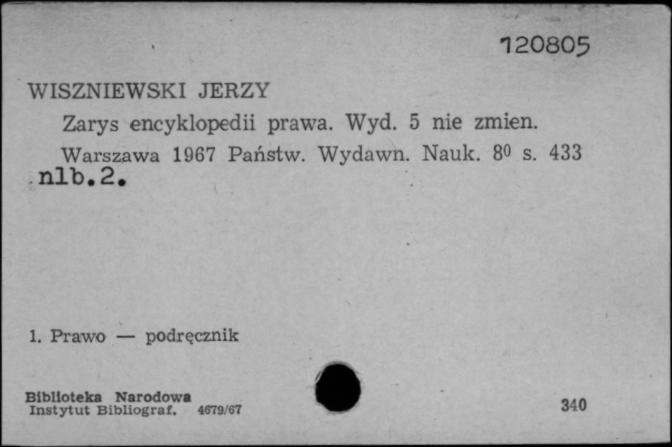 120805
WISZNIEWSKI JERZY
Zarys encyklopedii prawa. Wyd. 5 nie zmien.
Warszawa 1967 Państw. Wydawn. Nauk. 8⁰ s. 433
nlb.2.
1. Prawo — podręcznik
Biblioteka Narodowa
Instytut Bibliograf. 4679/67
340